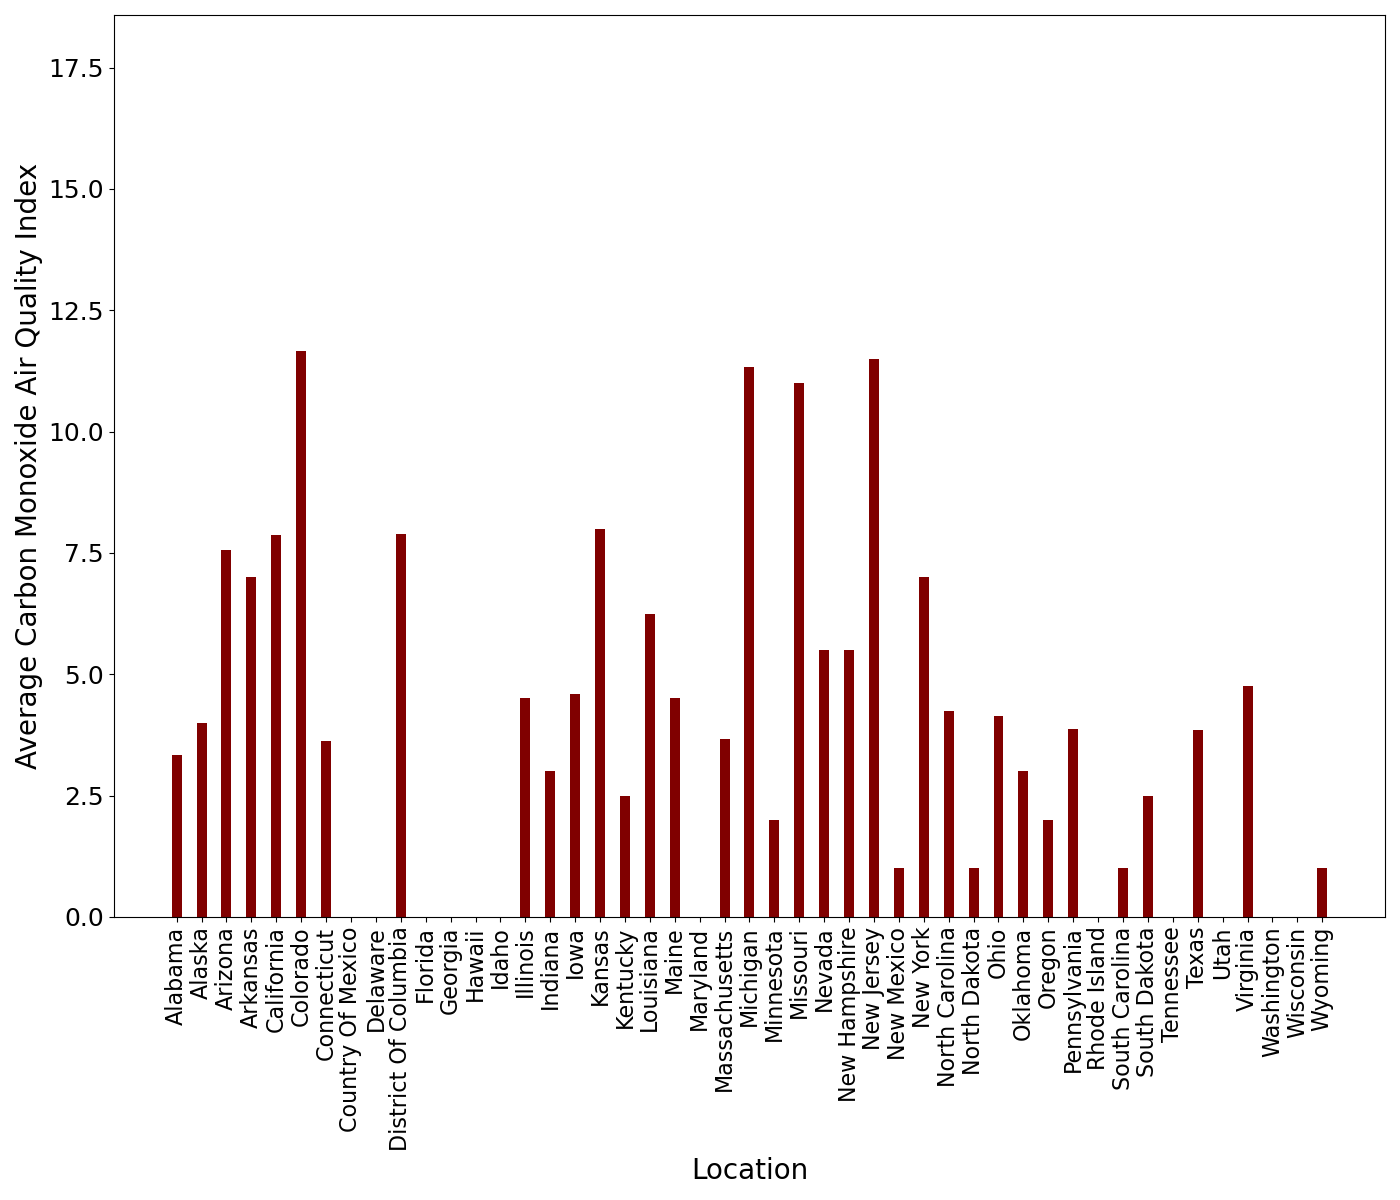 Average Carbon Monoxide Air Quality Index
17.5
15.0
12.5
10.0
7.5
5.0
2.5
0.0
Alabama
Alaska
Arizona
Arkansas
California
Colorado
Connecticut
Country Of Mexico
Delaware
District Of Columbia
Florida
Georgia
Hawaii
Idaho
Illinois
Indiana
Iowa
Kansas
Kentucky
Louisiana
Maine
Maryland
Massachusetts
Michigan
Minnesota
Missouri
Nevada
New Hampshire
New Jersey
New Mexico
New York
North Carolina
North Dakota
Ohio
Oklahoma
Oregon
Pennsylvania
Rhode Island
South Carolina
South Dakota
Tennessee
Texas
Utah
Virginia
Washington
Wisconsin
Wyoming
Location